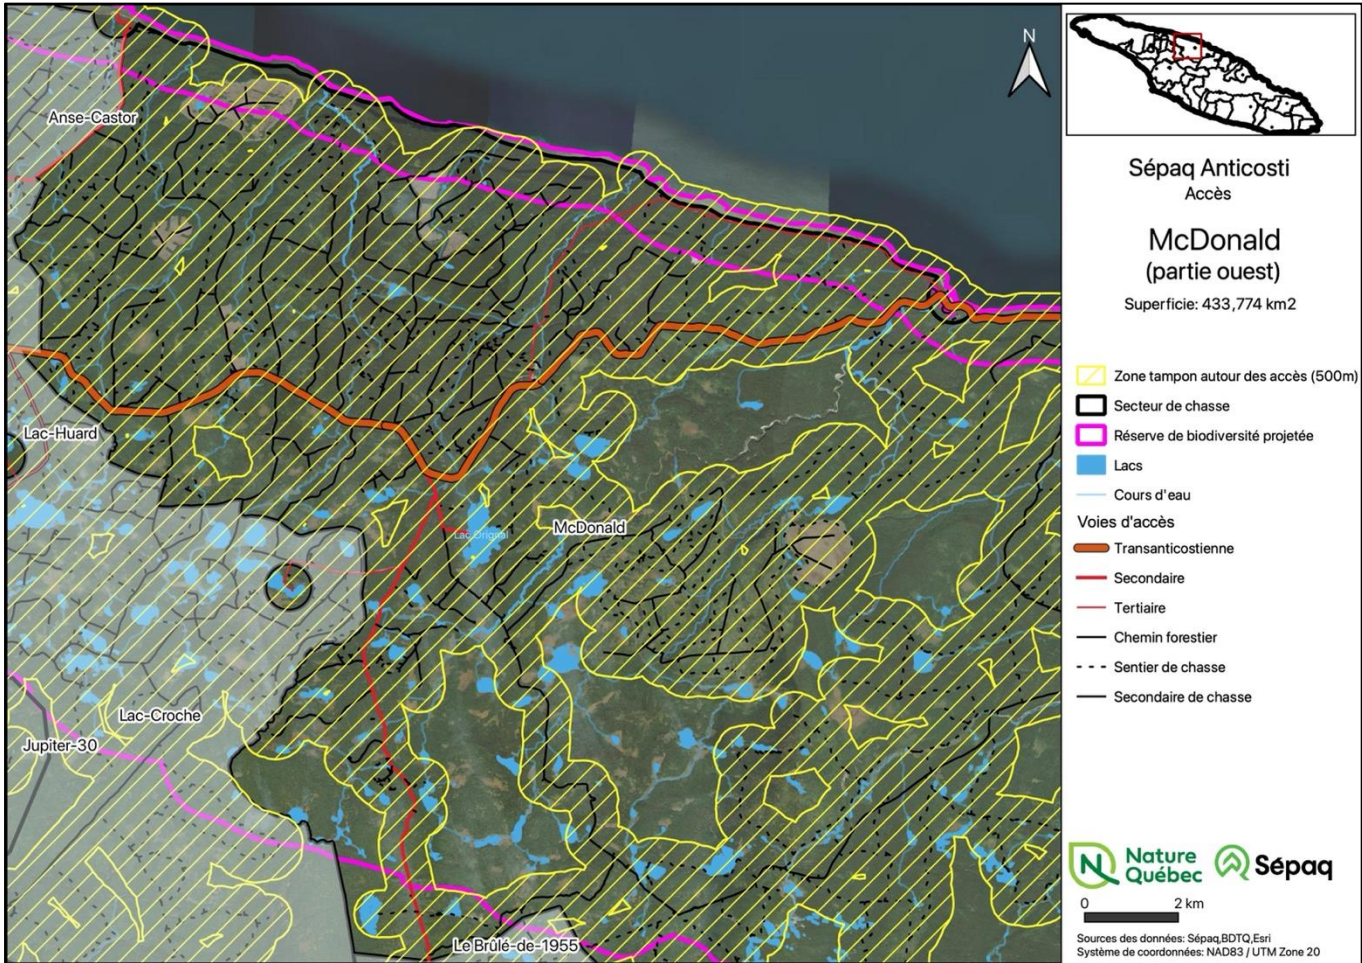 Anse-Castor
Lac-Huard
Lac Orignal
McDonald
Lac-Croche
Jupiter-30
Le Brûlé-de-1955
N
Sépaq Anticosti
Accès
McDonald
(partie ouest)
Superficie: 433,774 km2
Zone tampon autour des accès (500m)
Secteur de chasse
Réserve de biodiversité projetée
Lacs
Cours d'eau
Voies d'accès
Transanticostienne
Secondaire
Tertiaire
Chemin forestier
Sentier de chasse
Secondaire de chasse
Nature
Québec
Sépaq
0 2 km
Sources des données: Sépaq,BDTQ,Esri
Système de coordonnées: NAD83 / UTM Zone 20